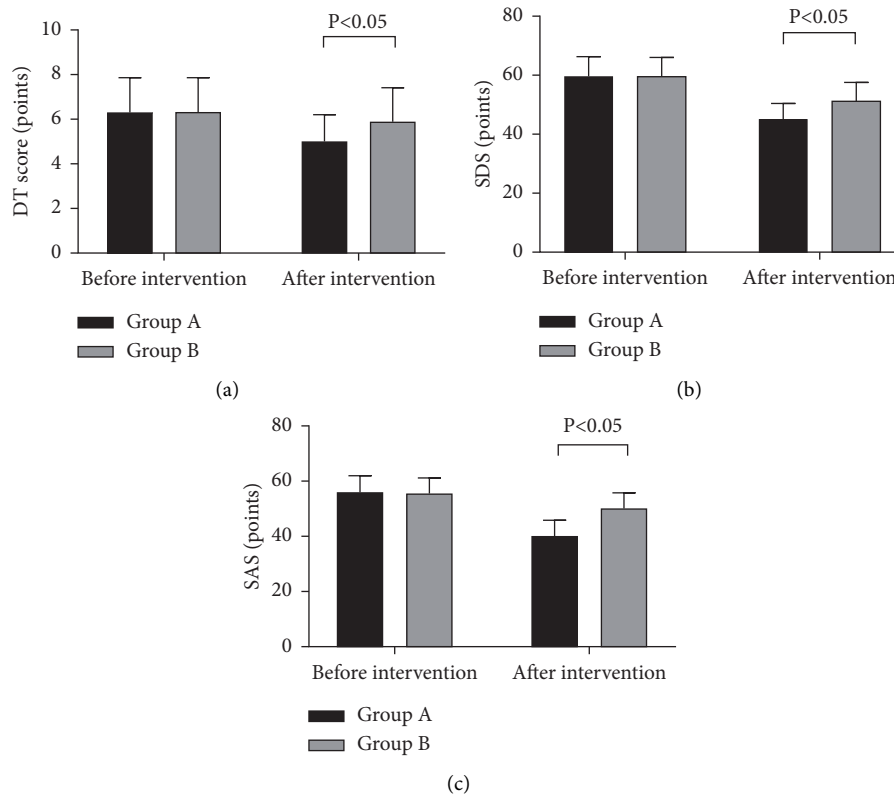 10
8
6
4
2
0
DT score (points)
P<0.05
Before intervention
After intervention
Group A
Group B
(a)
80
60
40
20
0
SDS (points)
P<0.05
Before intervention
After intervention
Group A
Group B
(b)
80
60
40
20
0
SAS (points)
P<0.05
Before intervention
After intervention
Group A
Group B
(c)